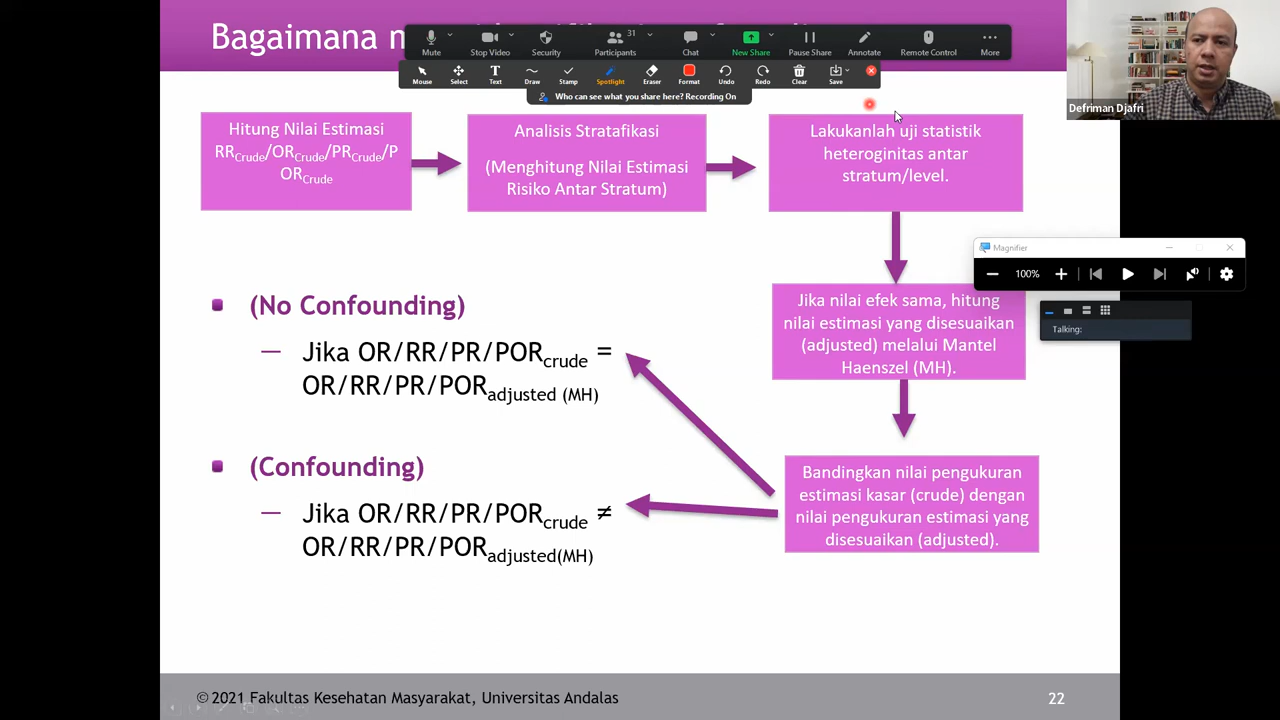 Bagaimana
31
Mute
Stop Video
Security
Participants
Chat
New Share
Pause Share
Annotate
Remote Control
More
Mouse
Select
Text
Draw
Stamp
Spotlight
Eraser
Format
Undo
Redo
Clear
Save
Who can see what you share here? Recording On
Defriman Djafri
Hitung Nilai Estimasi
RRCrude/ORCrude/PRCrude/P
ORCrude
Analisis Stratafikasi
(Menghitung Nilai Estimasi
Risiko Antar Stratum)
Lakukanlah uji statistik
heteroginitas antar
stratum/level.
Magnifier
100%
Talking:
Jika nilai efek sama, hitung
nilai estimasi yang disesuaikan
(adjusted) melalui Mantel
Haenszel (MH).
(No Confounding)
— Jika OR/RR/PR/PORcrude =
OR/RR/PR/PORadjusted (MH)
(Confounding)
— Jika OR/RR/PR/PORcrude ≠
OR/RR/PR/PORadjusted(MH)
Bandingkan nilai pengukuran
estimasi kasar (crude) dengan
nilai pengukuran estimasi yang
disesuaikan (adjusted).
©2021 Fakultas Kesehatan Masyarakat, Universitas Andalas
22